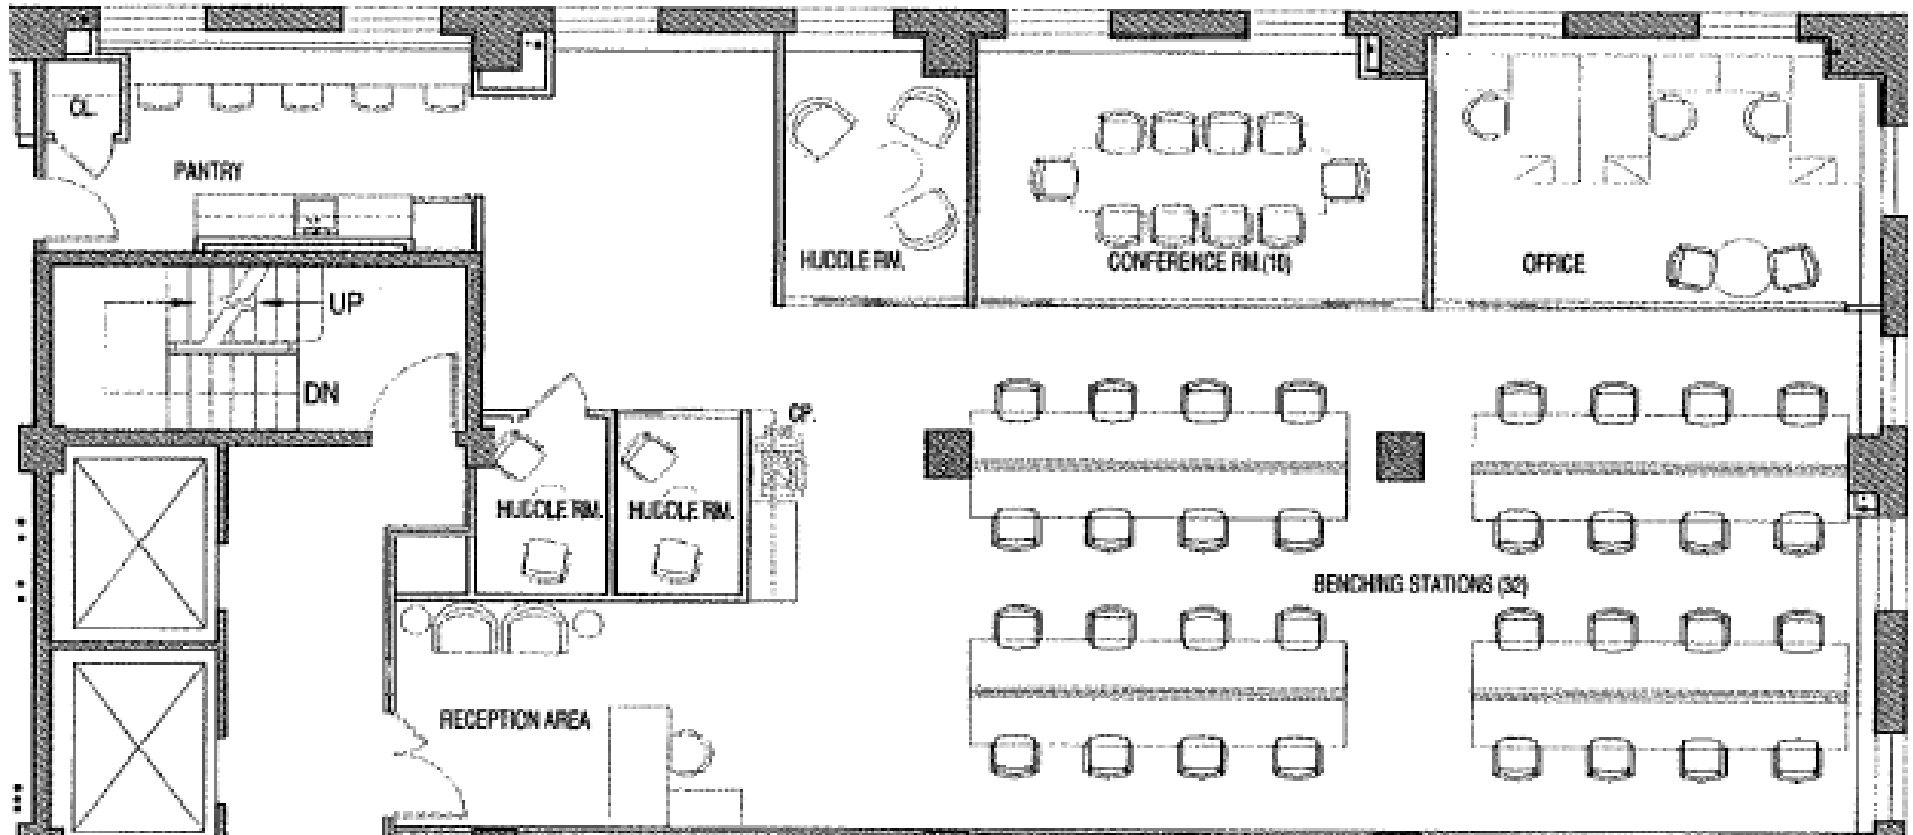 CL.
PANTRY
HUDDLE RM.
CONFERENCE RM.(10)
OFFICE
UP
DN
CP.
HUDDLE RM.
HUDDLE RM.
BENCHING STATIONS (32)
RECEPTION AREA